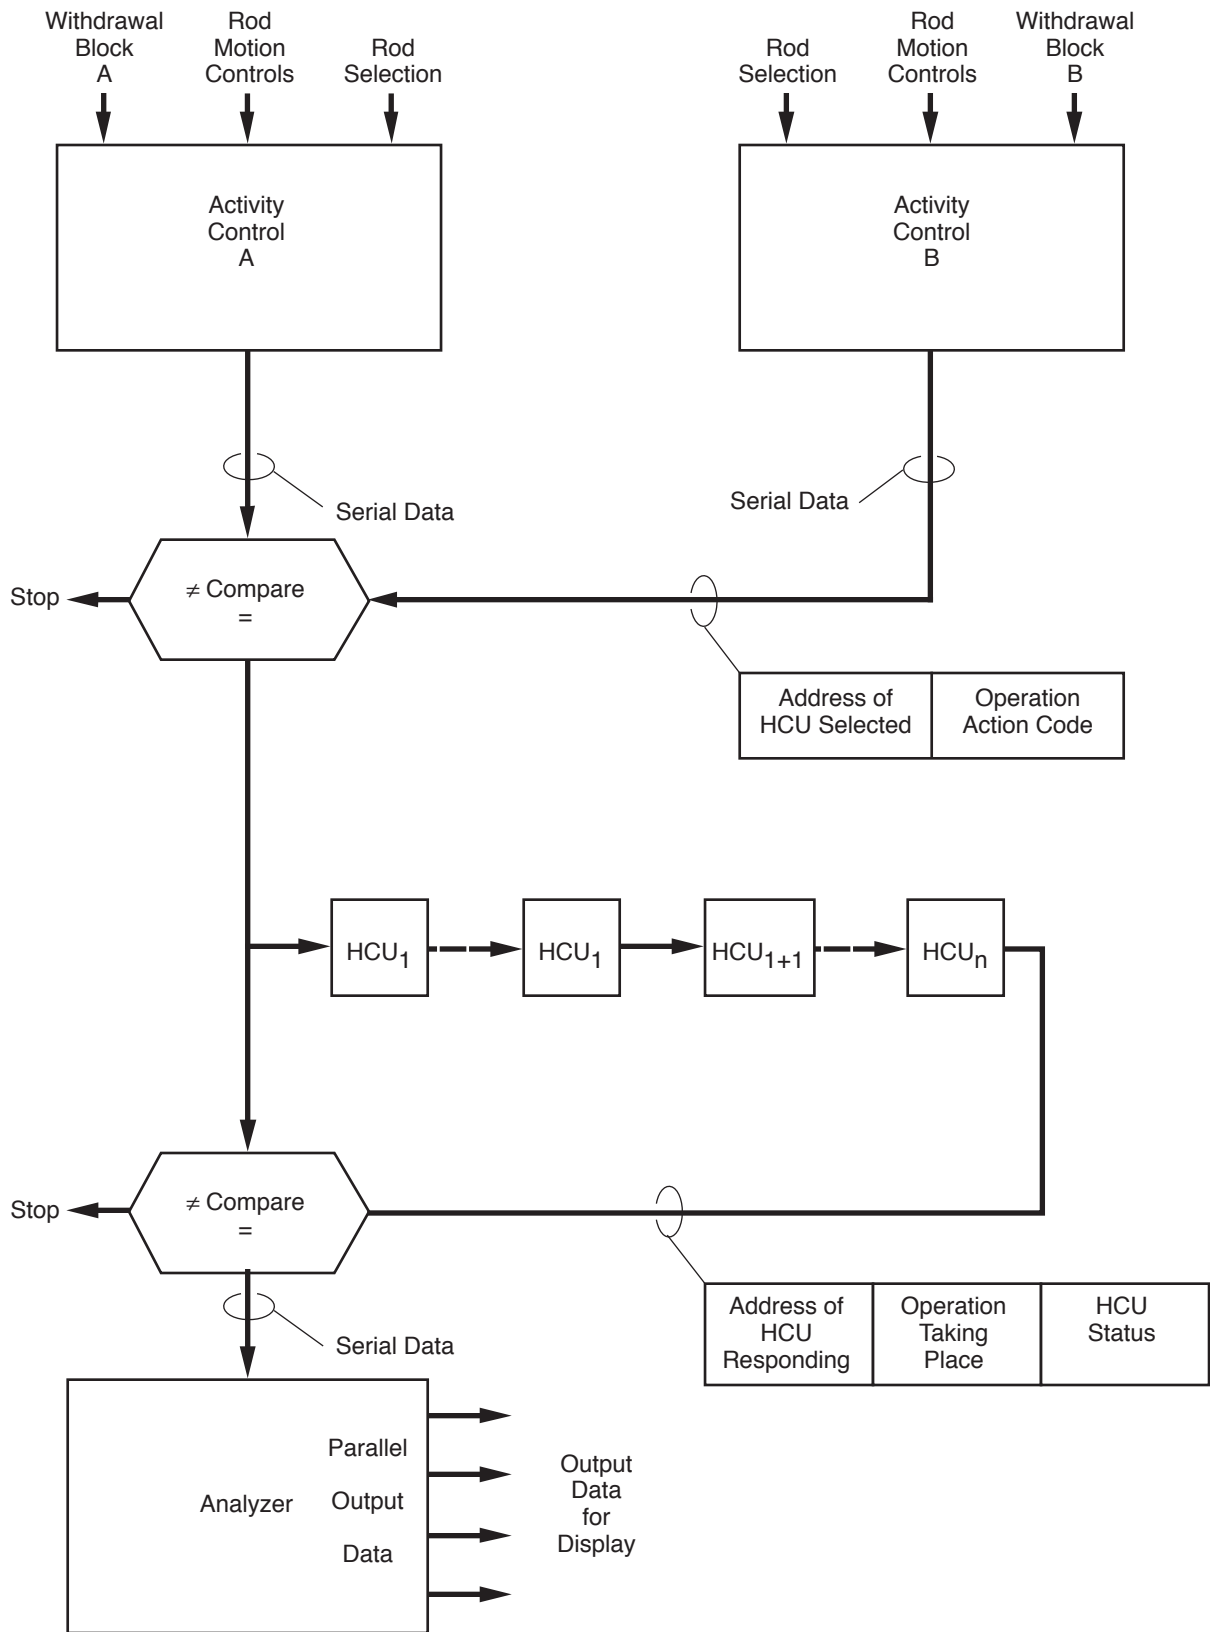 Withdrawal
Block
A
Rod
Motion
Controls
Rod
Selection
Rod
Selection
Rod
Motion
Controls
Withdrawal
Block
B
Activity
Control
A
Activity
Control
B
Serial Data
Serial Data
Stop
≠ Compare
=
Address of
HCU Selected
Operation
Action Code
HCU₁
HCU₁
HCU₁₊₁
HCUₙ
Stop
≠ Compare
=
Address of
HCU
Responding
Operation
Taking
Place
HCU
Status
Serial Data
Analyzer
Parallel
Output
Data
Output
Data
for
Display